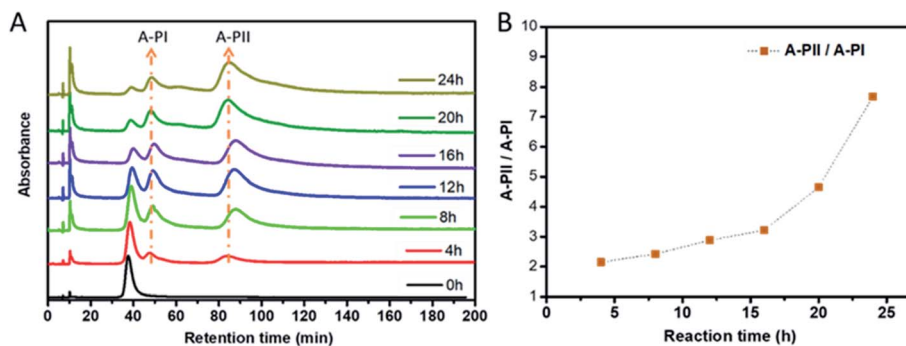 A
A-PI
A-PII
24h
20h
16h
12h
8h
4h
0h
Absorbance
0 20 40 60 80 100 120 140 160 180 200
Retention time (min)
B
A-PII / A-PI
10
9
8
7
6
5
4
3
2
1
A-PII / A-PI
0 5 10 15 20 25
Reaction time (h)